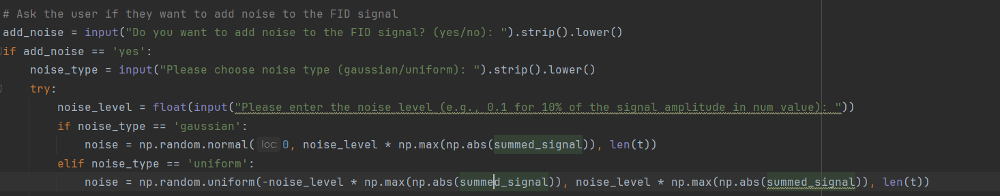 # Ask the user if they want to add noise to the FID signal
add_noise = input("Do you want to add noise to the FID signal? (yes/no): ").strip().lower()
if add_noise == 'yes':
    noise_type = input("Please choose noise type (gaussian/uniform): ").strip().lower()
    try:
        noise_level = float(input("Please enter the noise level (e.g., 0.1 for 10% of the signal amplitude in num value): "))
        if noise_type == 'gaussian':
            noise = np.random.normal( loc: 0, noise_level * np.max(np.abs(summed_signal)), len(t))
        elif noise_type == 'uniform':
            noise = np.random.uniform(-noise_level * np.max(np.abs(summed_signal)), noise_level * np.max(np.abs(summed_signal)), len(t))